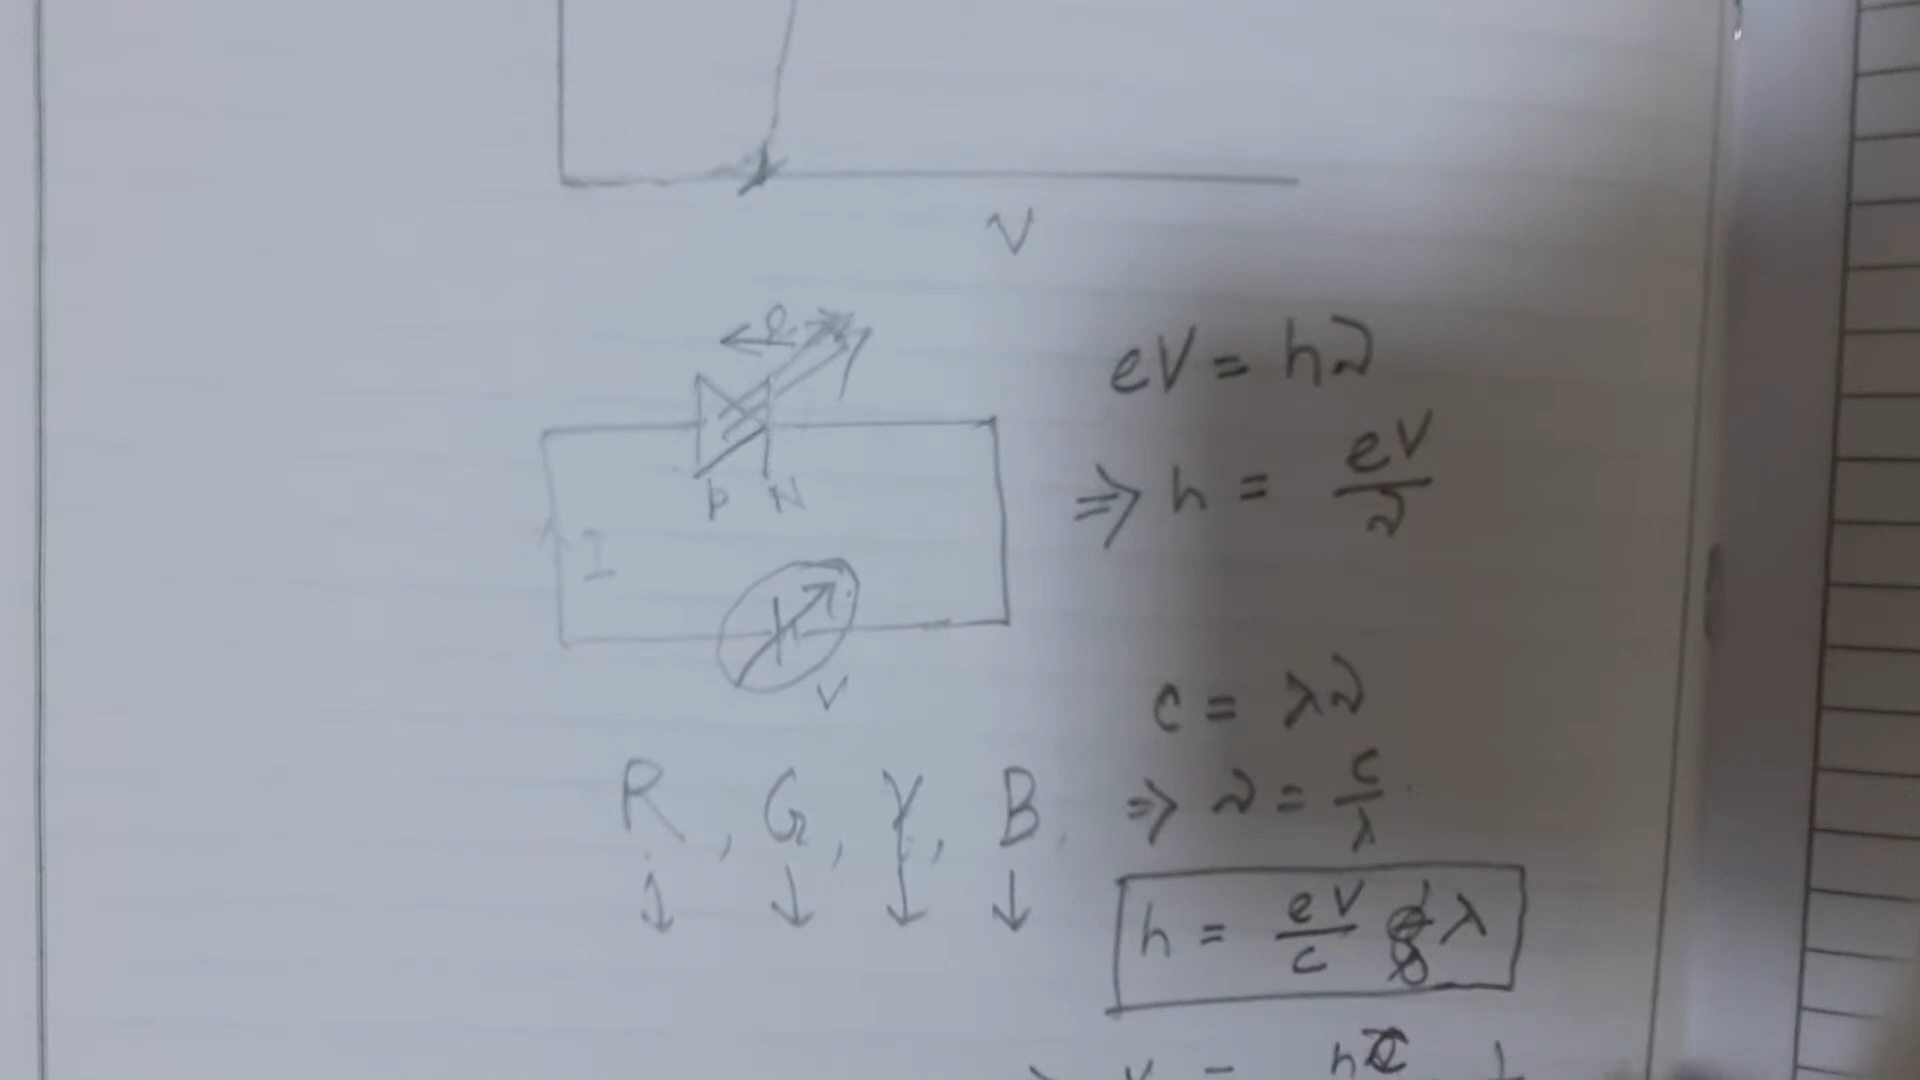 V
e
eV = hν
P N
⇒ h = eV/ν
I
V
c = λν
R, G, Y, B
⇒ ν = c/λ
h = eV/c λ